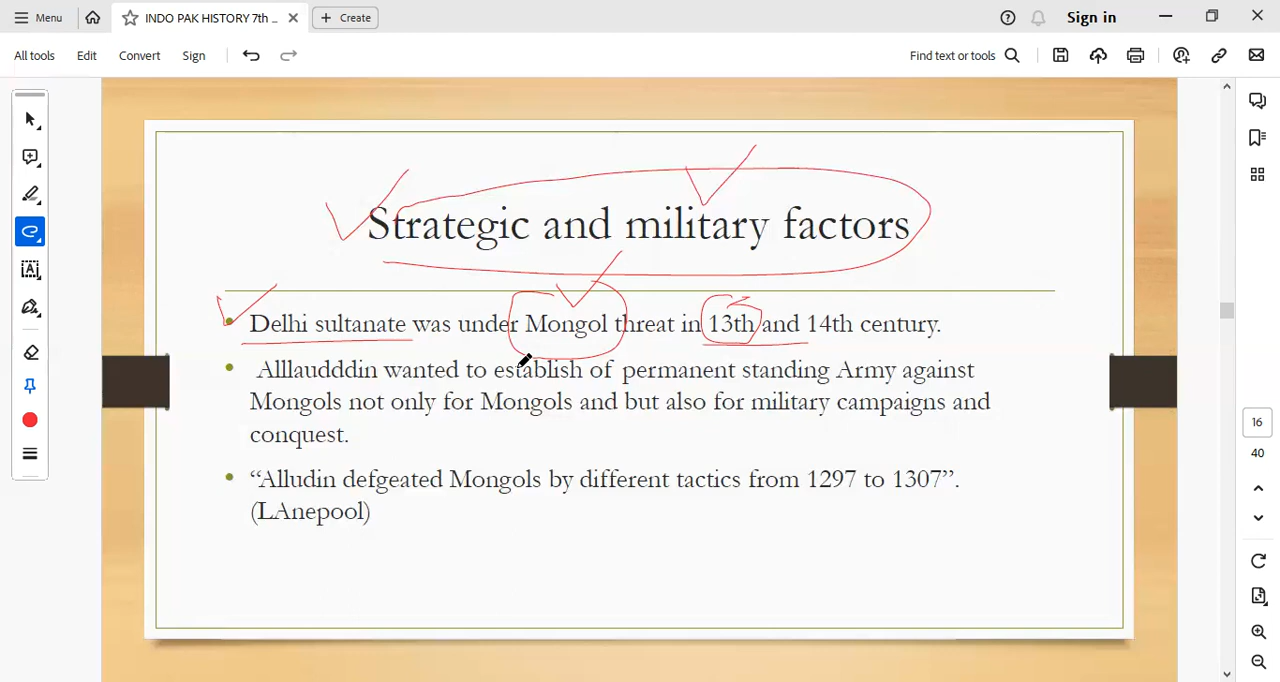 Menu
INDO PAK HISTORY 7th ...
Create
Sign in
All tools
Edit
Convert
Sign
Find text or tools
Strategic and military factors
Delhi sultanate was under Mongol threat in 13th and 14th century.
Alllaudddin wanted to establish of permanent standing Army against
Mongols not only for Mongols and but also for military campaigns and
conquest.
“Alludin defgeated Mongols by different tactics from 1297 to 1307”.
(LAnepool)
16
40